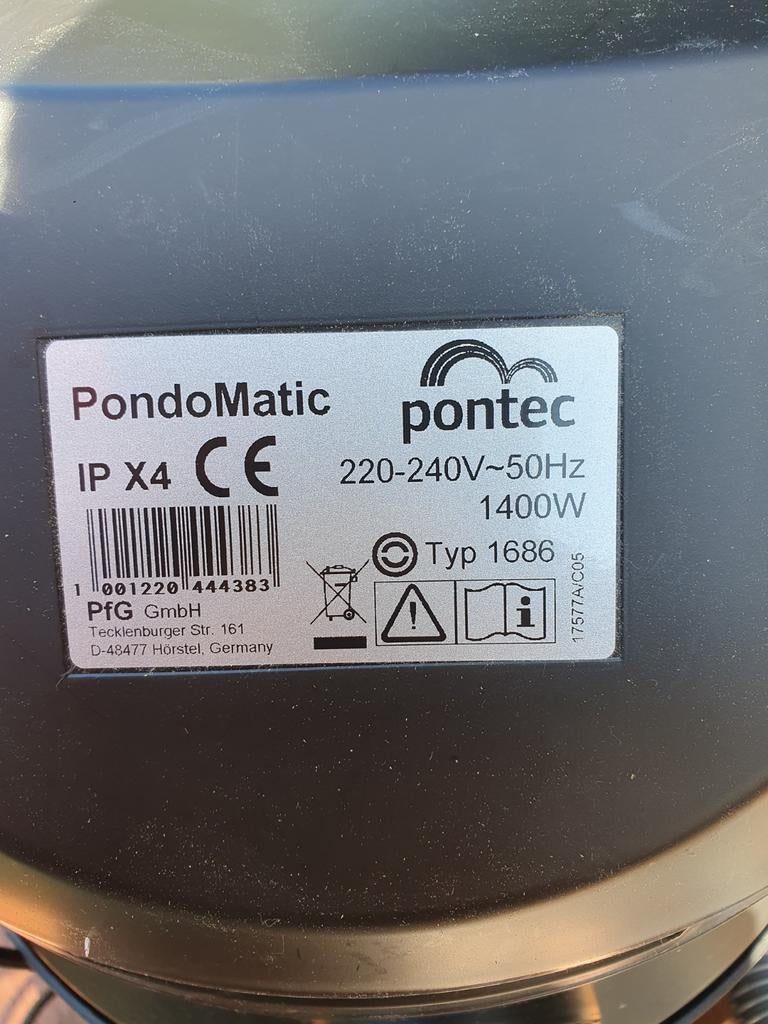 PondoMatic
pontec
IP X4 CE
220-240V~50Hz
1400W
Typ 1686
1 001220 444383
PfG GmbH
Tecklenburger Str. 161
D-48477 Hörstel, Germany
17577A/C05